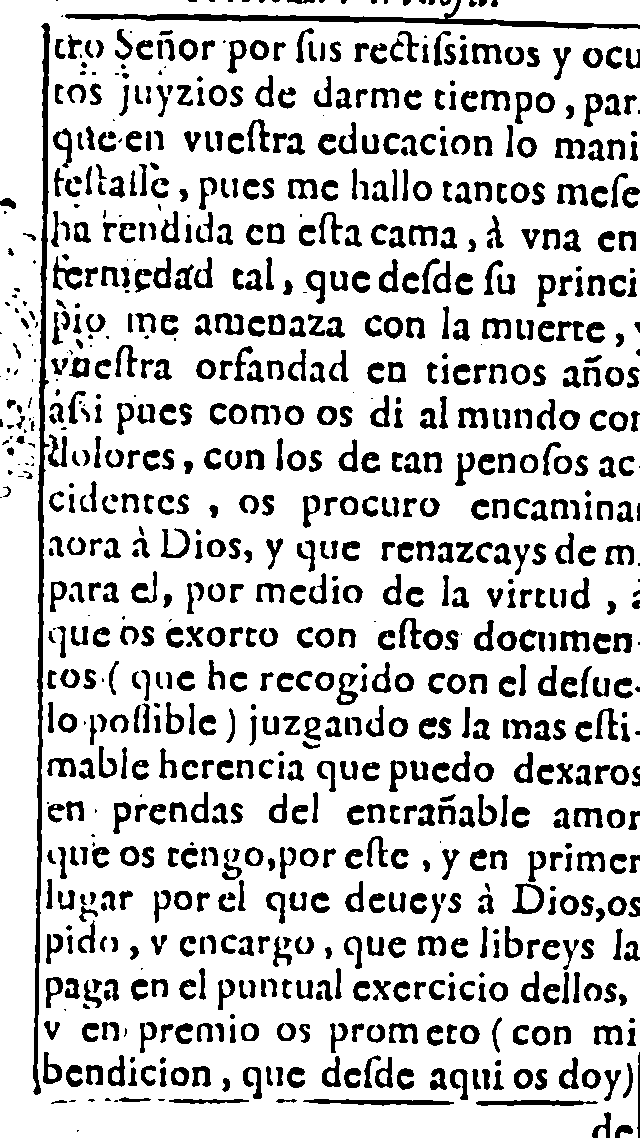 tro Señor por ſus rectiſsimos y ocu
tos juyzios de darme tiempo, par
que en vueſtra educacion lo mani
feſtaſſe, pues me hallo tantos meſe
ha rendida en eſta cama, à vna en
fermedad tal, que deſde ſu princi
pio me amenaza con la muerte, y
vueſtra orfandad en tiernos años
aſsi pues como os di al mundo con
dolores, con los de tan penoſos ac-
cidentes, os procuro encaminar
aora à Dios, y que renazcays de m
para el, por medio de la virtud, à
que os exorto con eſtos documen-
tos (que he recogido con el deſue-
lo poſſible) juzgando es la mas eſti-
mable herencia que puedo dexaros
en prendas del entrañable amor
que os tengo, por eſte, y en primer
lugar por el que deueys à Dios, os
pido, y encargo, que me libreys la
paga en el puntual exercicio dellos,
y en premio os prometo (con mi
bendicion, que deſde aqui os doy)
de